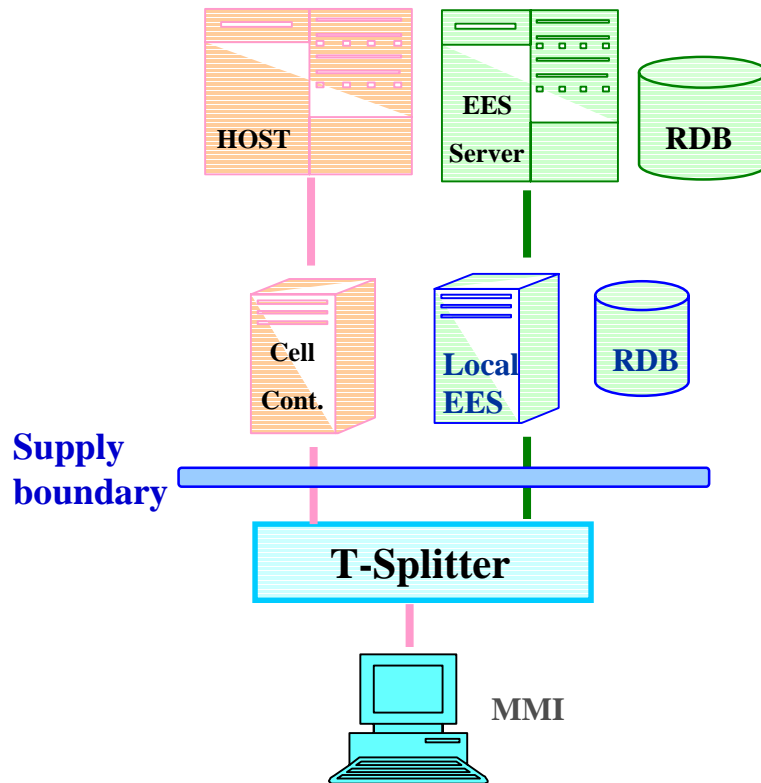 HOST
EES
Server
RDB
Cell
Cont.
Local
EES
RDB
Supply
boundary
T-Splitter
MMI